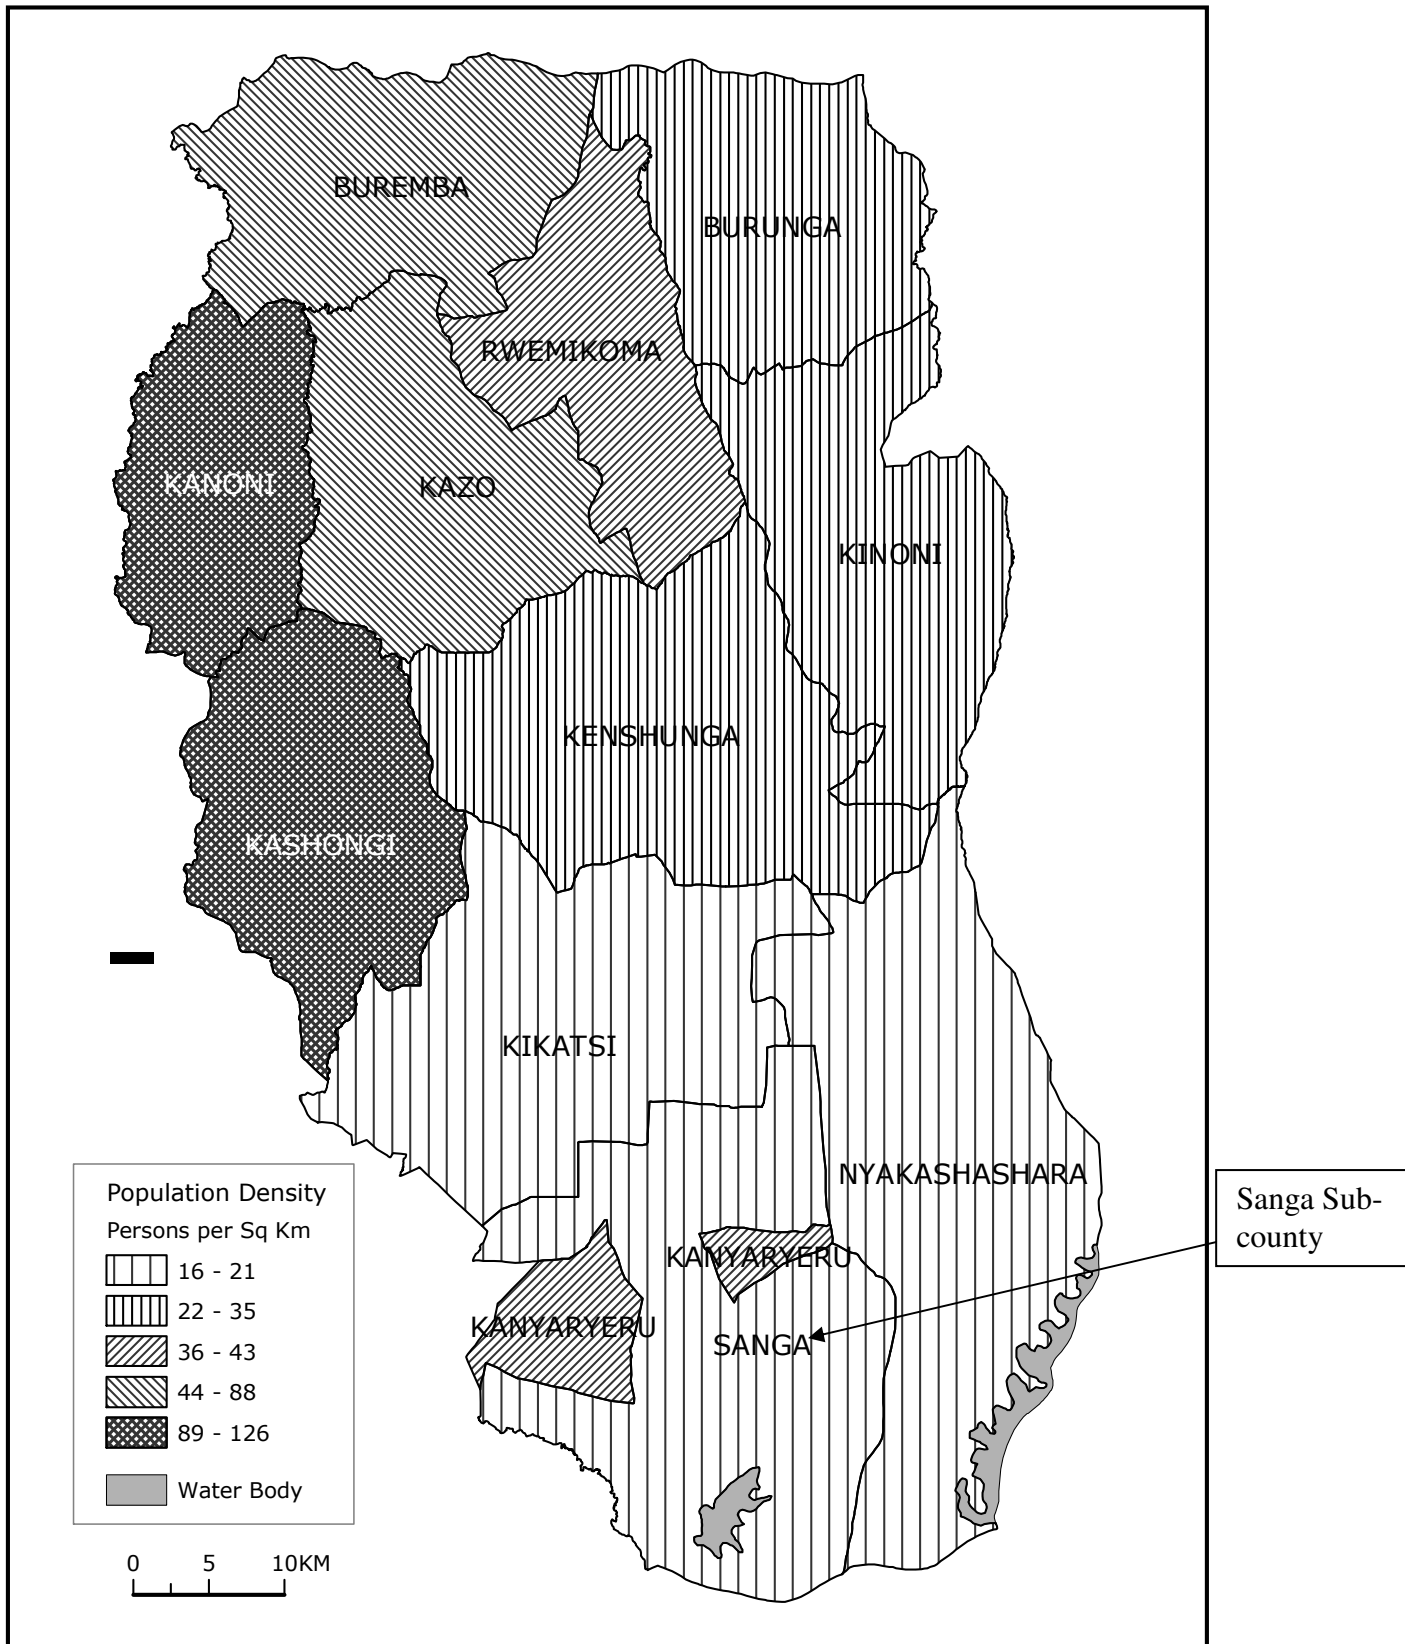 BUREMBA
BURUNGA
RWEMIKOMA
KANONI
KAZO
KINONI
KENSHUNGA
KASHONGI
KIKATSI
NYAKASHASHARA
Sanga Sub-
county
KANYARYERU
KANYARYERU
SANGA
Population Density
Persons per Sq Km
16 - 21
22 - 35
36 - 43
44 - 88
89 - 126
Water Body
0 5 10KM